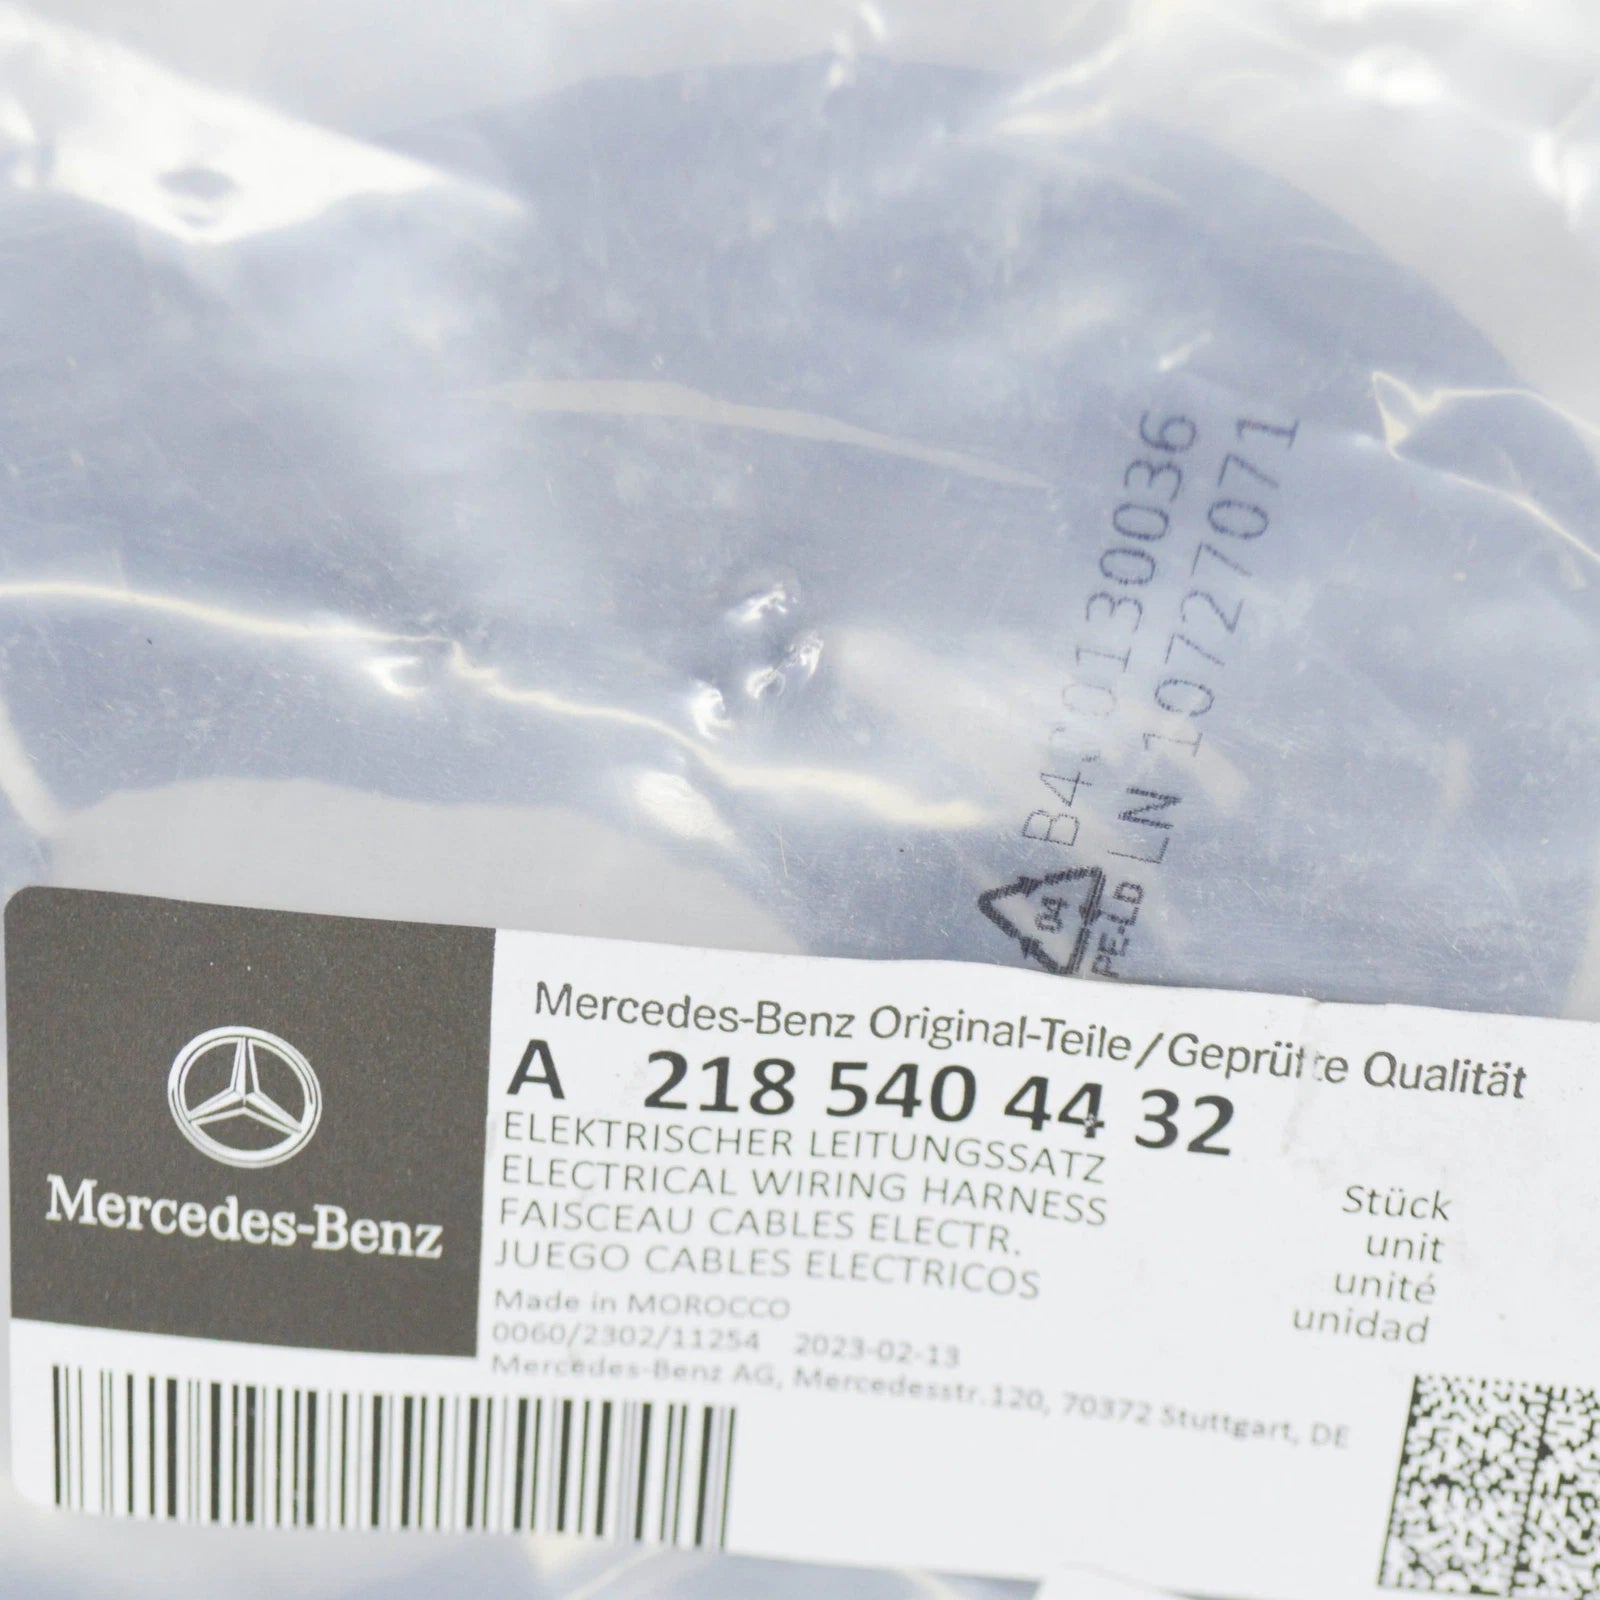 B4 0130036
LN 10727071
04
PE-LD
Mercedes-Benz
Mercedes-Benz Original-Teile/Geprüfte Qualität
A 218 540 44 32
ELEKTRISCHER LEITUNGSSATZ
ELECTRICAL WIRING HARNESS
FAISCEAU CABLES ELECTR.
JUEGO CABLES ELECTRICOS
Stück
unit
unité
unidad
Made in MOROCCO
0060/2302/11254 2023-02-13
Mercedes-Benz AG, Mercedesstr.120, 70372 Stuttgart, DE